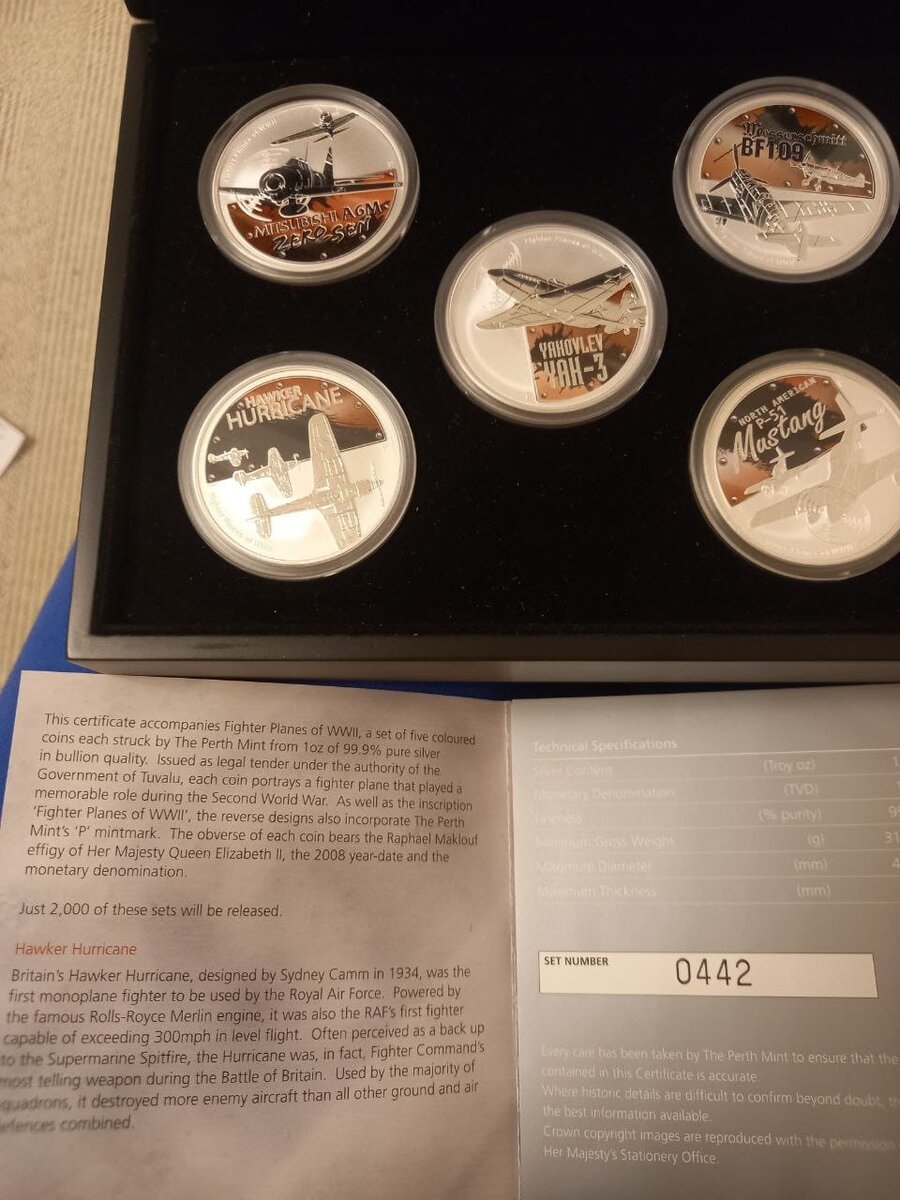 Fighter Planes of WWII
MITSUBISHI A6M
ZERO-SEN
Messerschmitt
BF109
Fighter Planes of WWII
YAKOVLEV
YAK-3
HAWKER
HURRICANE
Fighter Planes of WWII
NORTH AMERICAN
P-51
Mustang
This certificate accompanies Fighter Planes of WWII, a set of five coloured
coins each struck by The Perth Mint from 1oz of 99.9% pure silver
in bullion quality. Issued as legal tender under the authority of the
Government of Tuvalu, each coin portrays a fighter plane that played a
memorable role during the Second World War. As well as the inscription
'Fighter Planes of WWII', the reverse designs also incorporate The Perth
Mint's 'P' mintmark. The obverse of each coin bears the Raphael Maklouf
effigy of Her Majesty Queen Elizabeth II, the 2008 year-date and the
monetary denomination.
Just 2,000 of these sets will be released.
Hawker Hurricane
Britain's Hawker Hurricane, designed by Sydney Camm in 1934, was the
first monoplane fighter to be used by the Royal Air Force. Powered by
the famous Rolls-Royce Merlin engine, it was also the RAF's first fighter
capable of exceeding 300mph in level flight. Often perceived as a back up
to the Supermarine Spitfire, the Hurricane was, in fact, Fighter Command's
most telling weapon during the Battle of Britain. Used by the majority of
squadrons, it destroyed more enemy aircraft than all other ground and air
defences combined.
Technical Specifications
Silver Content (Troy oz) 1
Monetary Denomination (TVD)
Fineness (% purity) 9
Minimum Gross Weight (g) 31
Maximum Diameter (mm) 4
Maximum Thickness (mm)
SET NUMBER 0442
Every care has been taken by The Perth Mint to ensure that the
contained in this Certificate is accurate.
Where historic details are difficult to confirm beyond doubt,
the best information available.
Crown copyright images are reproduced with the permission
Her Majesty's Stationery Office.